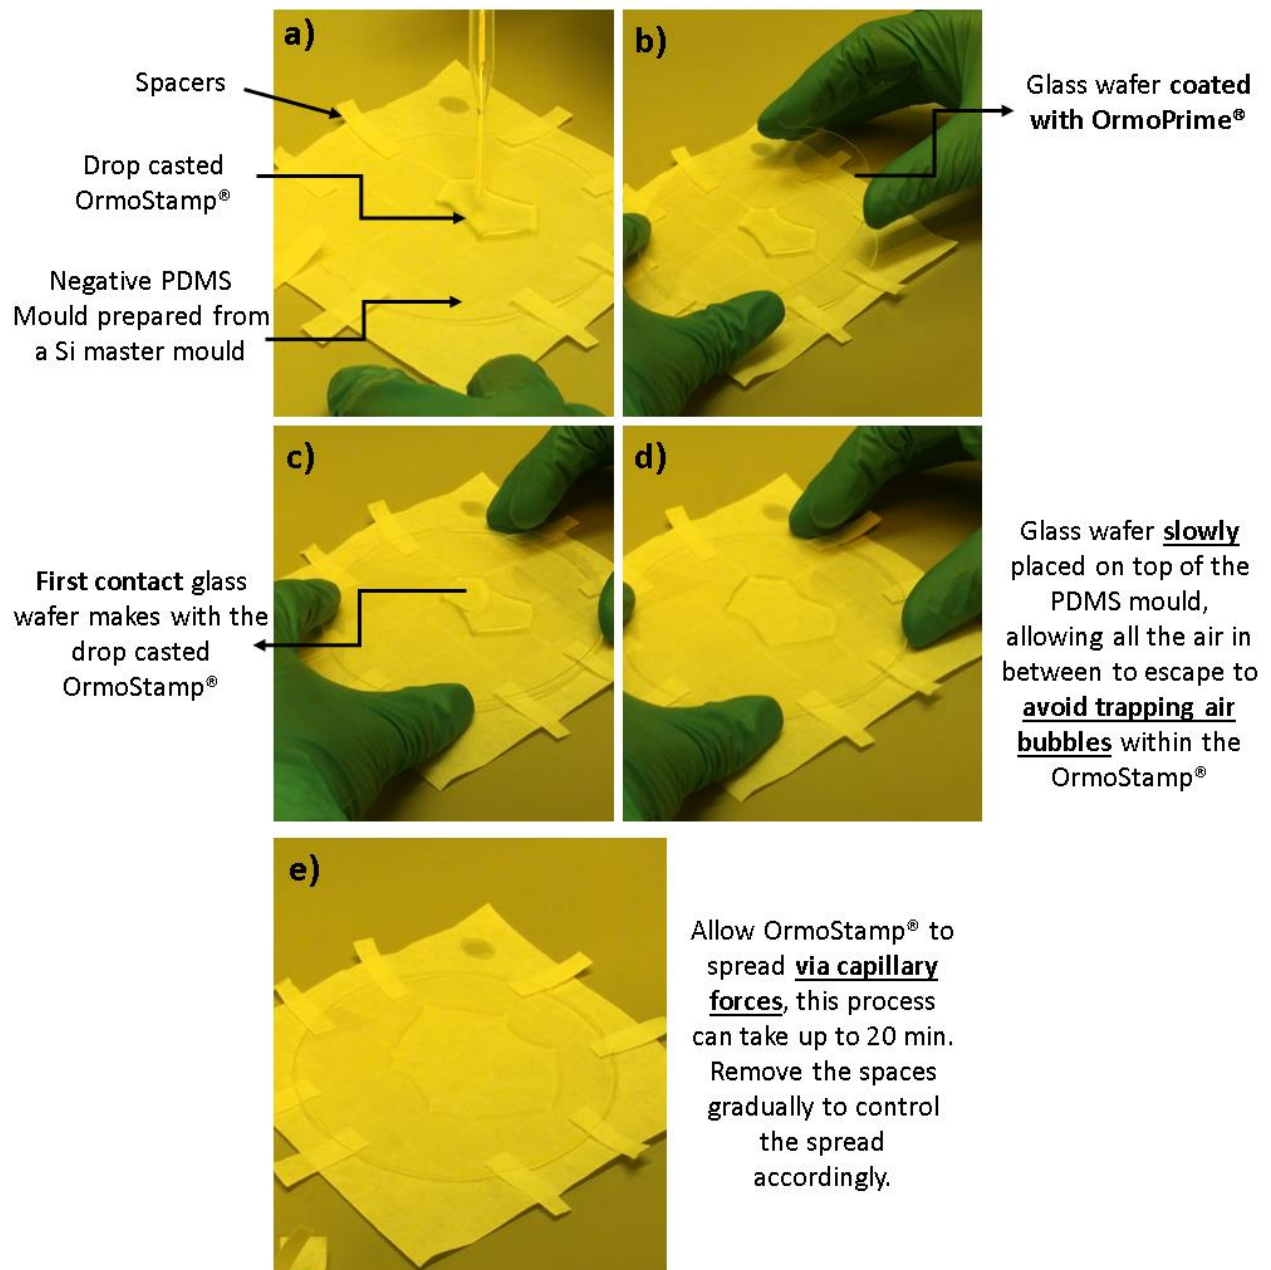 a)
Spacers
Drop casted
OrmoStamp®
Negative PDMS
Mould prepared from
a Si master mould
b)
Glass wafer coated
with OrmoPrime®
c)
First contact glass
wafer makes with the
drop casted
OrmoStamp®
d)
Glass wafer slowly
placed on top of the
PDMS mould,
allowing all the air in
between to escape to
avoid trapping air
bubbles within the
OrmoStamp®
e)
Allow OrmoStamp® to
spread via capillary
forces, this process
can take up to 20 min.
Remove the spaces
gradually to control
the spread
accordingly.